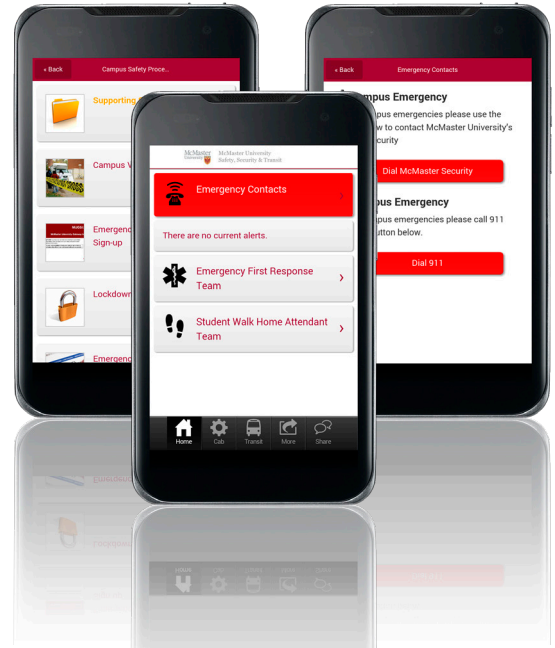 « Back
Campus Safety Proce...
Supporting
Campus V
Emergenc
Sign-up
Lockdown
Emergenc
McMaster
University
McMaster University
Safety, Security & Transit
Emergency Contacts
There are no current alerts.
Emergency First Response
Team
Student Walk Home Attendant
Team
Home
Cab
Transit
More
Share
« Back
Emergency Contacts
mpus Emergency
pus emergencies please use the
w to contact McMaster University's
curity
Dial McMaster Security
pus Emergency
mpus emergencies please call 911
utton below.
Dial 911